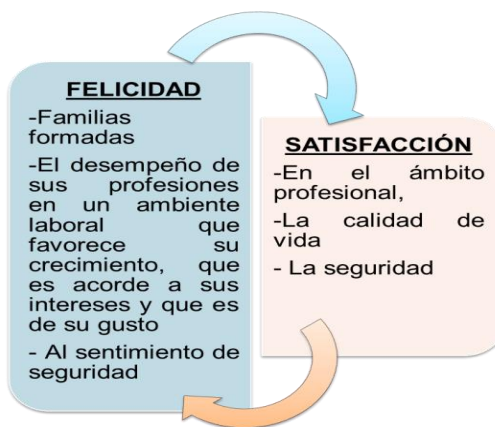 FELICIDAD
-Familias
formadas
-El desempeño de
sus profesiones
en un ambiente
laboral que
favorece su
crecimiento, que
es acorde a sus
intereses y que es
de su gusto
- Al sentimiento de
seguridad
SATISFACCIÓN
-En el ámbito
profesional,
-La calidad de
vida
- La seguridad